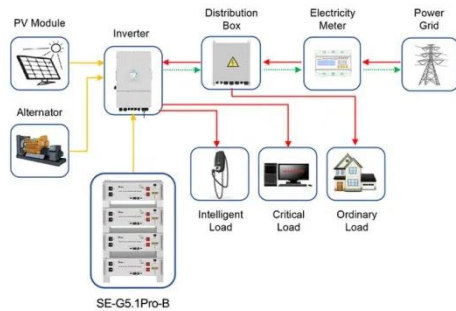 PV Module
Inverter
Distribution
Box
Electricity
Meter
Power
Grid
Alternator
Intelligent
Load
Critical
Load
Ordinary
Load
SE-G5.1Pro-B